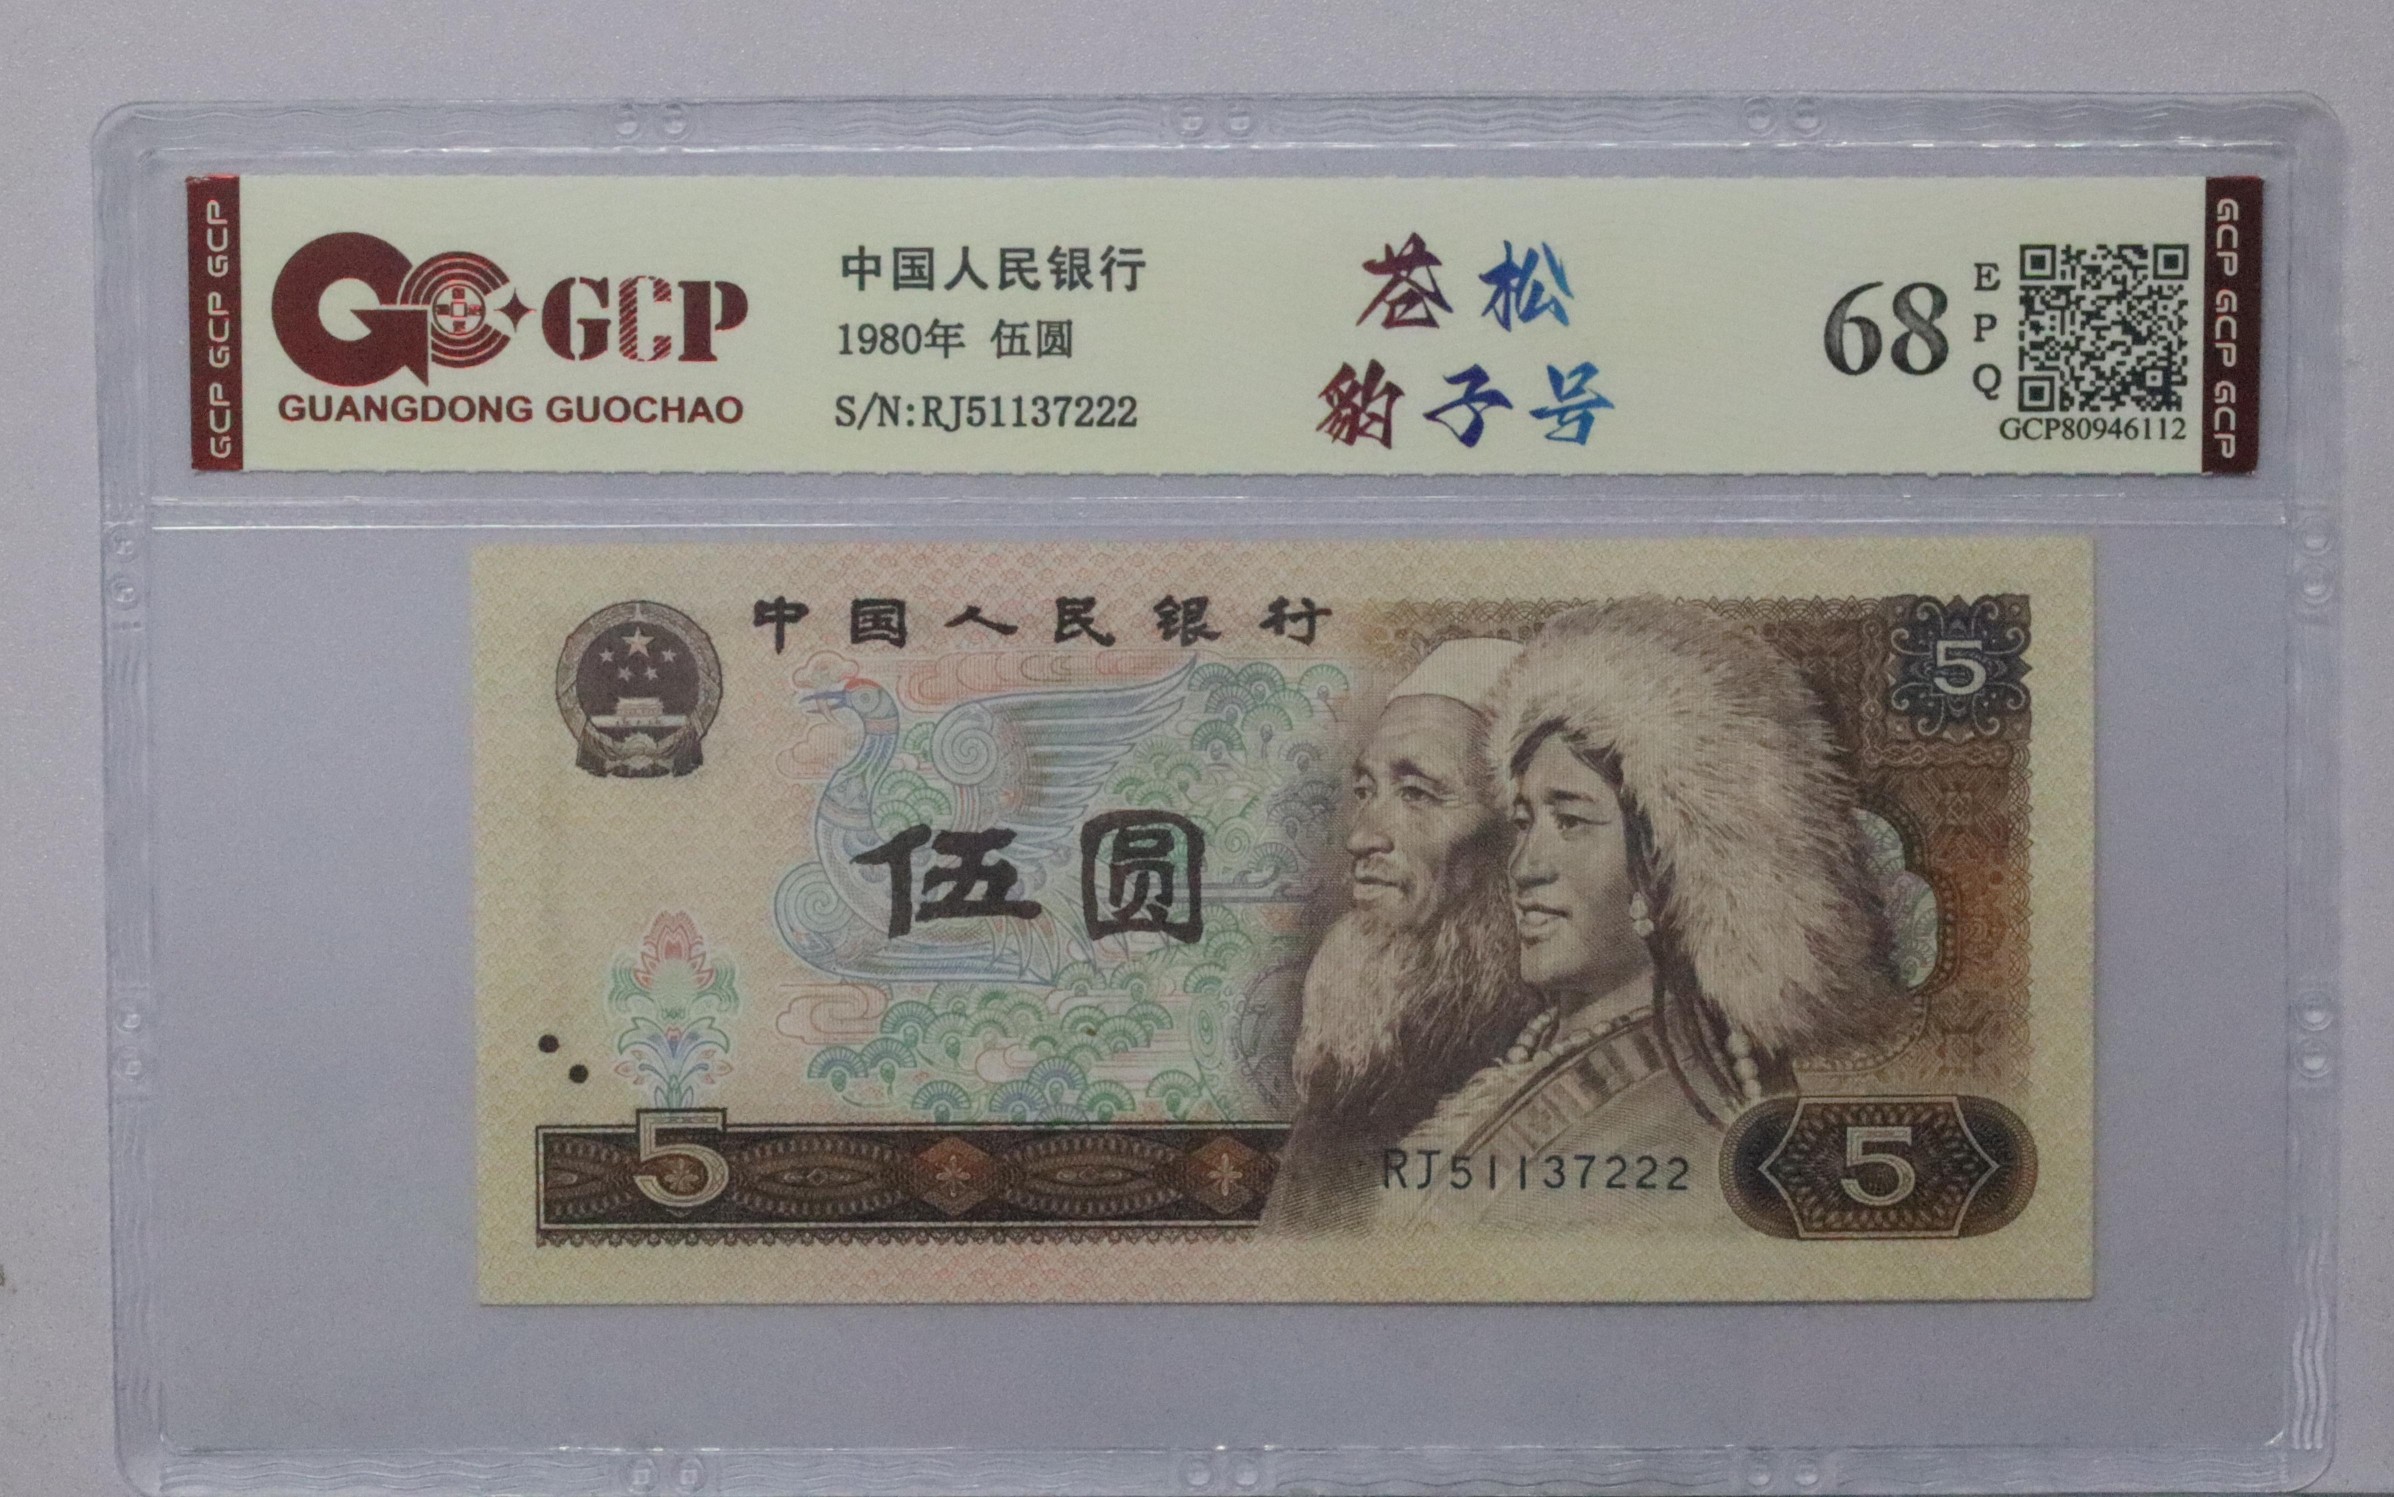 GCP GCP GCP
GCP
GUANGDONG GUOCHAO
中国人民银行
1980年 伍圆
S/N:RJ51137222
苍松
豹子号
68
EPQ
GCP80946112
GCP GCP GCP
中国人民银行
5
伍圆
5
RJ51137222
5